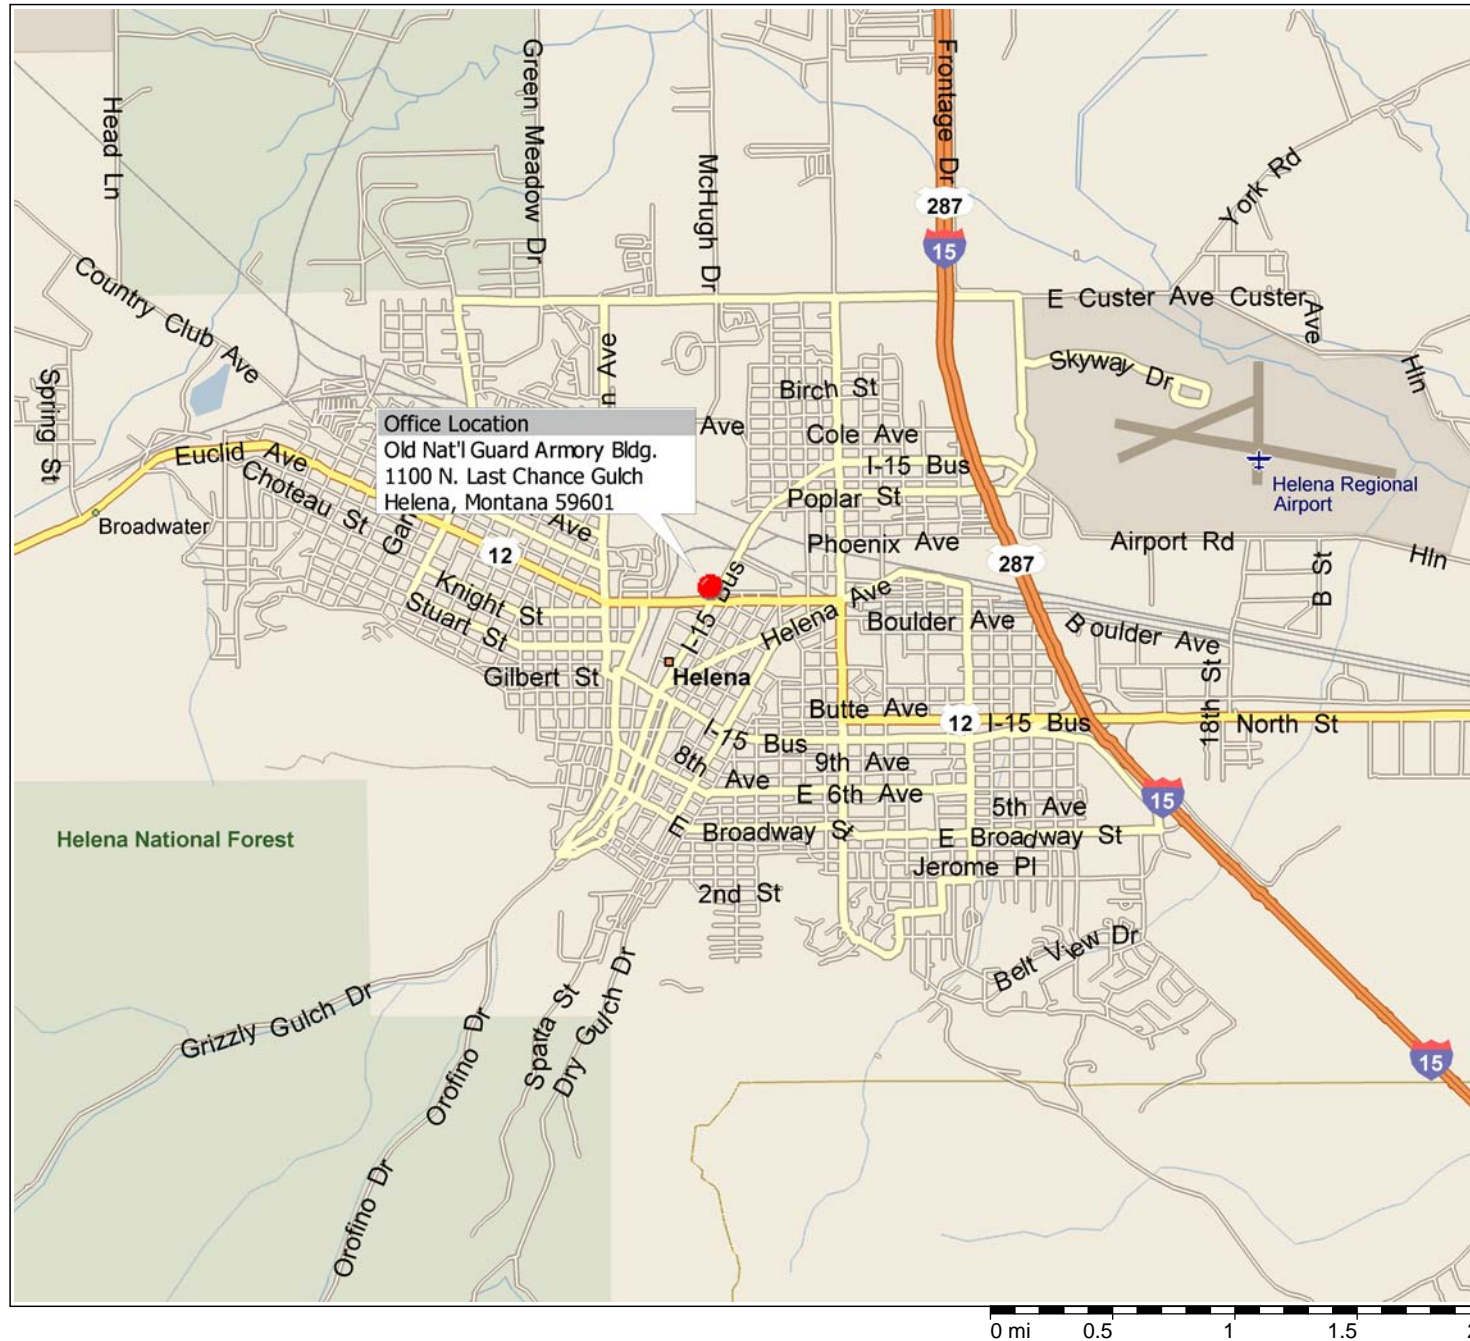 Head Ln
Green Meadow Dr
McHugh Dr
Frontage Dr
287
15
York Rd
Country Club Ave
E Custer Ave Custer Ave
Spring St
Ave
Birch St
Skyway Dr
Hln
Office Location
Old Nat'l Guard Armory Bldg.
1100 N. Last Chance Gulch
Helena, Montana 59601
Ave
Cole Ave
Euclid Ave
I-15 Bus
Choteau St
Poplar St
Helena Regional
Airport
Broadwater
Ave
12
Phoenix Ave
287
Airport Rd
Hln
B St
Knight St
Stuart St
I-15 Bus
Helena Ave
Boulder Ave
Boulder Ave
Gilbert St
Helena
18th St
Butte Ave
12
I-15 Bus
North St
I-15 Bus
8th Ave
9th Ave
E 6th Ave
5th Ave
15
Helena National Forest
E Broadway St
E Broadway St
Jerome Pl
2nd St
Belt View Dr
Grizzly Gulch Dr
Orofino Dr
Sparta St
Dry Gulch Dr
15
Orofino Dr
0 mi 0.5 1 1.5